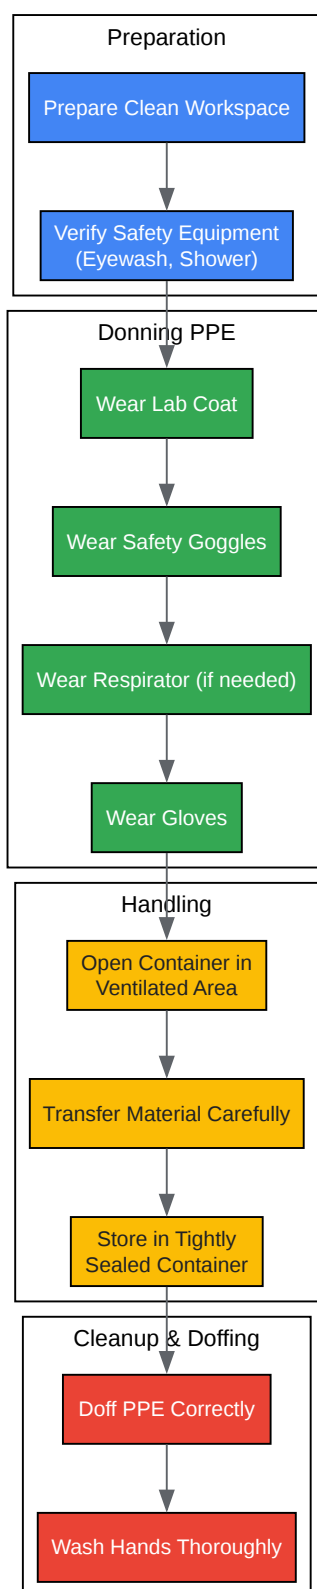 Preparation
Prepare Clean Workspace
Verify Safety Equipment
(Eyewash, Shower)
Donning PPE
Wear Lab Coat
Wear Safety Goggles
Wear Respirator (if needed)
Wear Gloves
Handling
Open Container in
Ventilated Area
Transfer Material Carefully
Store in Tightly
Sealed Container
Cleanup & Doffing
Doff PPE Correctly
Wash Hands Thoroughly